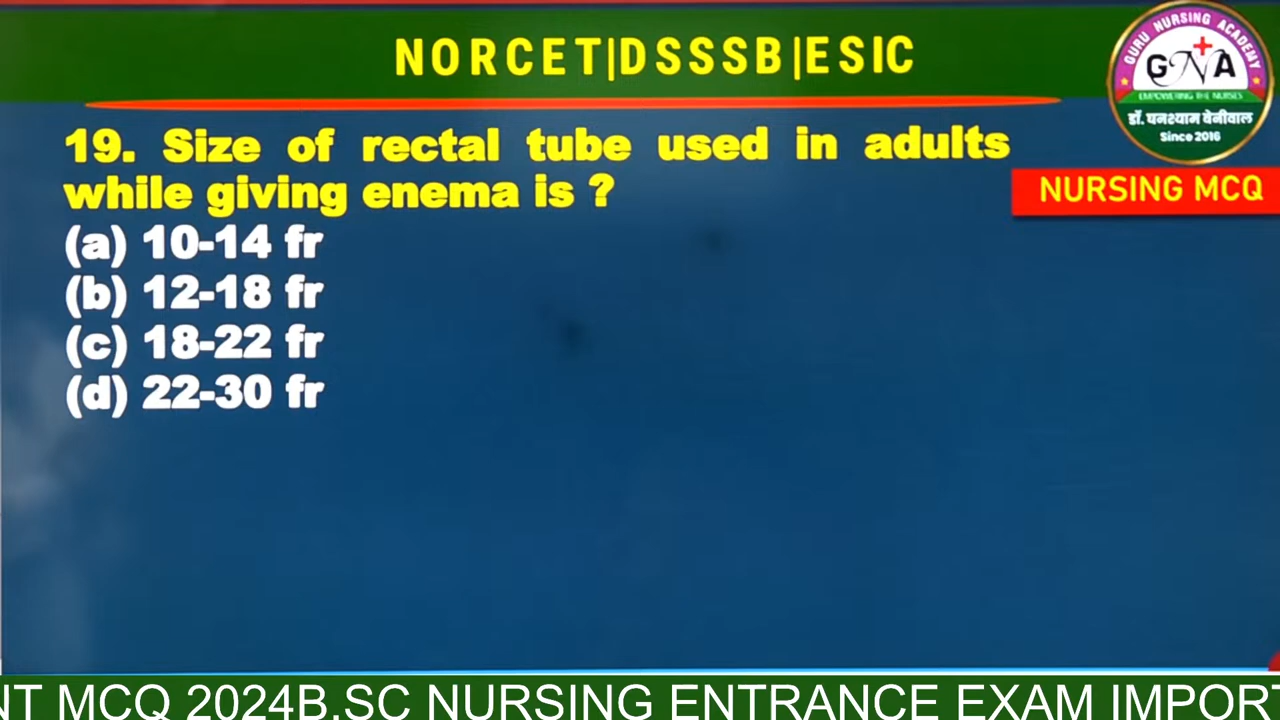 NORCET|DSSSB|ESIC
GURU NURSING ACADEMY
GNA
EMPOWERING THE NURSES
डॉ. घनश्याम बेनीवाल
Since 2016
NURSING MCQ
19. Size of rectal tube used in adults
while giving enema is ?
(a) 10-14 fr
(b) 12-18 fr
(c) 18-22 fr
(d) 22-30 fr
NT MCQ 2024B.SC NURSING ENTRANCE EXAM IMPORT